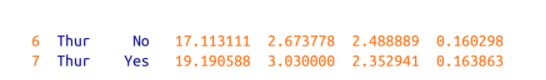 6 Thur No 17.113111 2.673778 2.488889 0.160298
7 Thur Yes 19.190588 3.030000 2.352941 0.163863